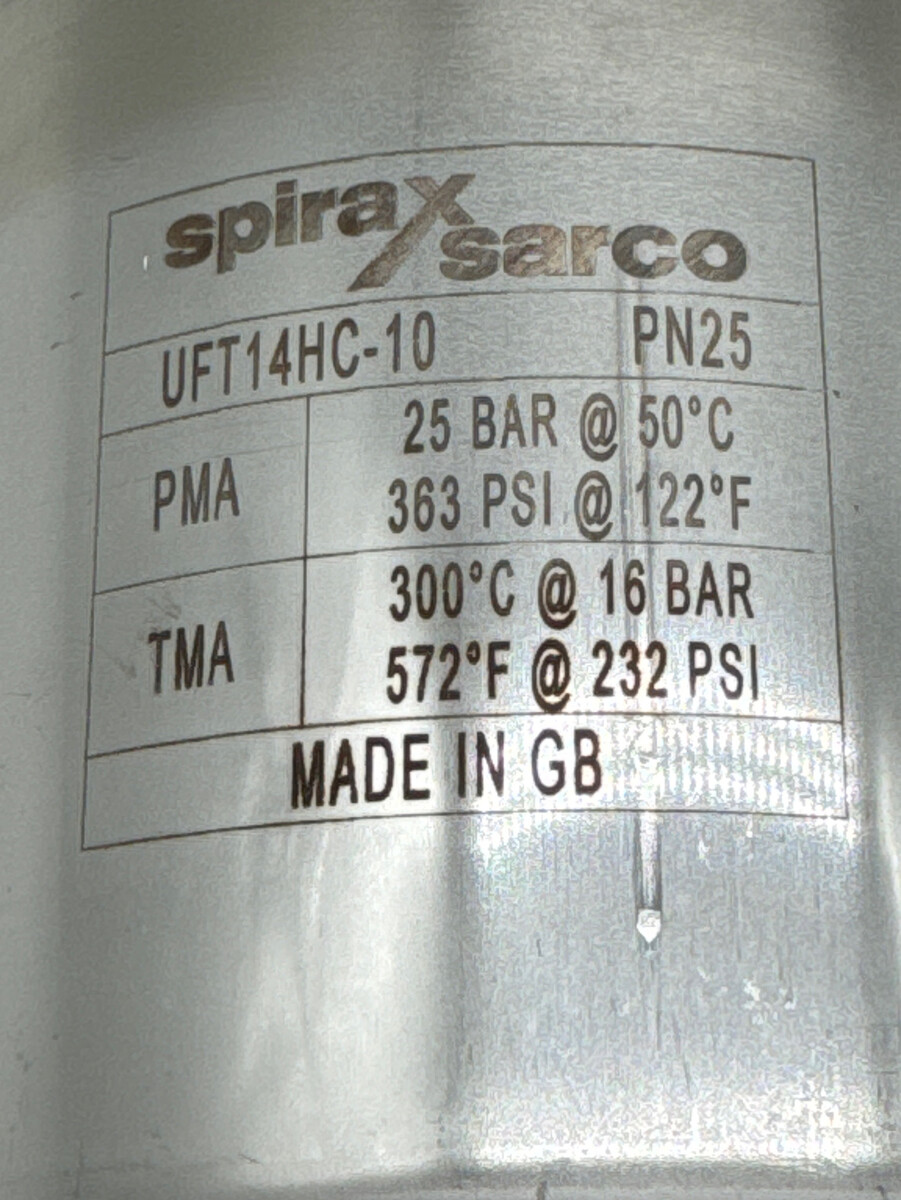 spirax
sarco
UFT14HC-10 PN25
PMA
25 BAR @ 50°C
363 PSI @ 122°F
TMA
300°C @ 16 BAR
572°F @ 232 PSI
MADE IN GB